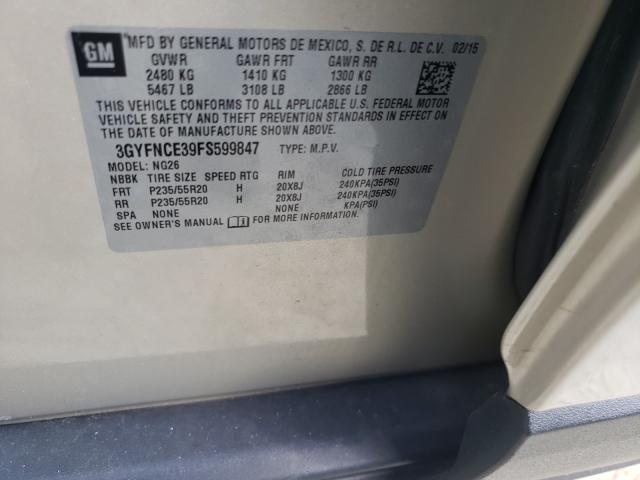 GM
MFD BY GENERAL MOTORS DE MEXICO, S. DE R.L. DE C.V. 02/15
GVWR GAWR FRT GAWR RR
2480 KG 1410 KG 1300 KG
5467 LB 3108 LB 2866 LB
THIS VEHICLE CONFORMS TO ALL APPLICABLE U.S. FEDERAL MOTOR
VEHICLE SAFETY AND THEFT PREVENTION STANDARDS IN EFFECT ON
THE DATE OF MANUFACTURE SHOWN ABOVE.
3GYFNCE39FS599847 TYPE: M.P.V.
MODEL: NG26
NBBK TIRE SIZE SPEED RTG RIM COLD TIRE PRESSURE
FRT P235/55R20 H 20X8J 240KPA(35PSI)
RR P235/55R20 H 20X8J 240KPA(35PSI)
SPA NONE NONE KPA(PSI)
SEE OWNER'S MANUAL FOR MORE INFORMATION.